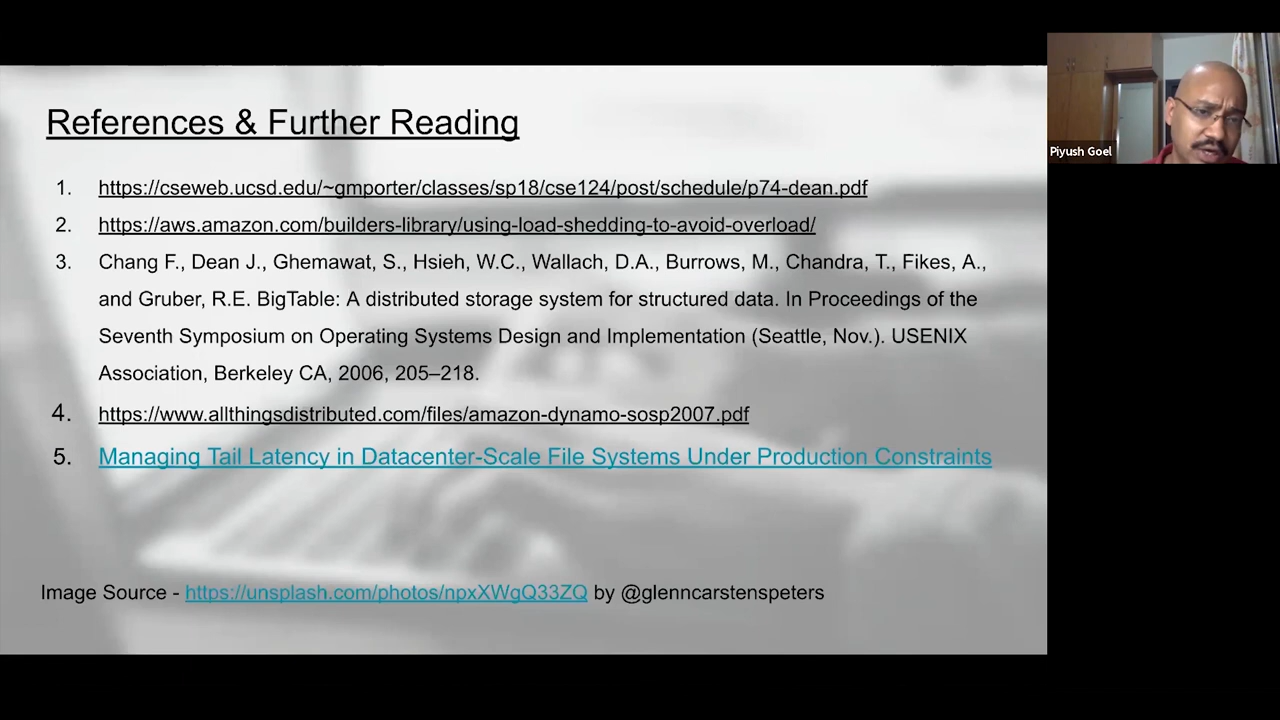 References & Further Reading
1. https://cseweb.ucsd.edu/~gmporter/classes/sp18/cse124/post/schedule/p74-dean.pdf
2. https://aws.amazon.com/builders-library/using-load-shedding-to-avoid-overload/
3. Chang F., Dean J., Ghemawat, S., Hsieh, W.C., Wallach, D.A., Burrows, M., Chandra, T., Fikes, A.,
and Gruber, R.E. BigTable: A distributed storage system for structured data. In Proceedings of the
Seventh Symposium on Operating Systems Design and Implementation (Seattle, Nov.). USENIX
Association, Berkeley CA, 2006, 205–218.
4. https://www.allthingsdistributed.com/files/amazon-dynamo-sosp2007.pdf
5. Managing Tail Latency in Datacenter-Scale File Systems Under Production Constraints
Image Source - https://unsplash.com/photos/npxXWgQ33ZQ by @glenncarstenspeters
Piyush Goel